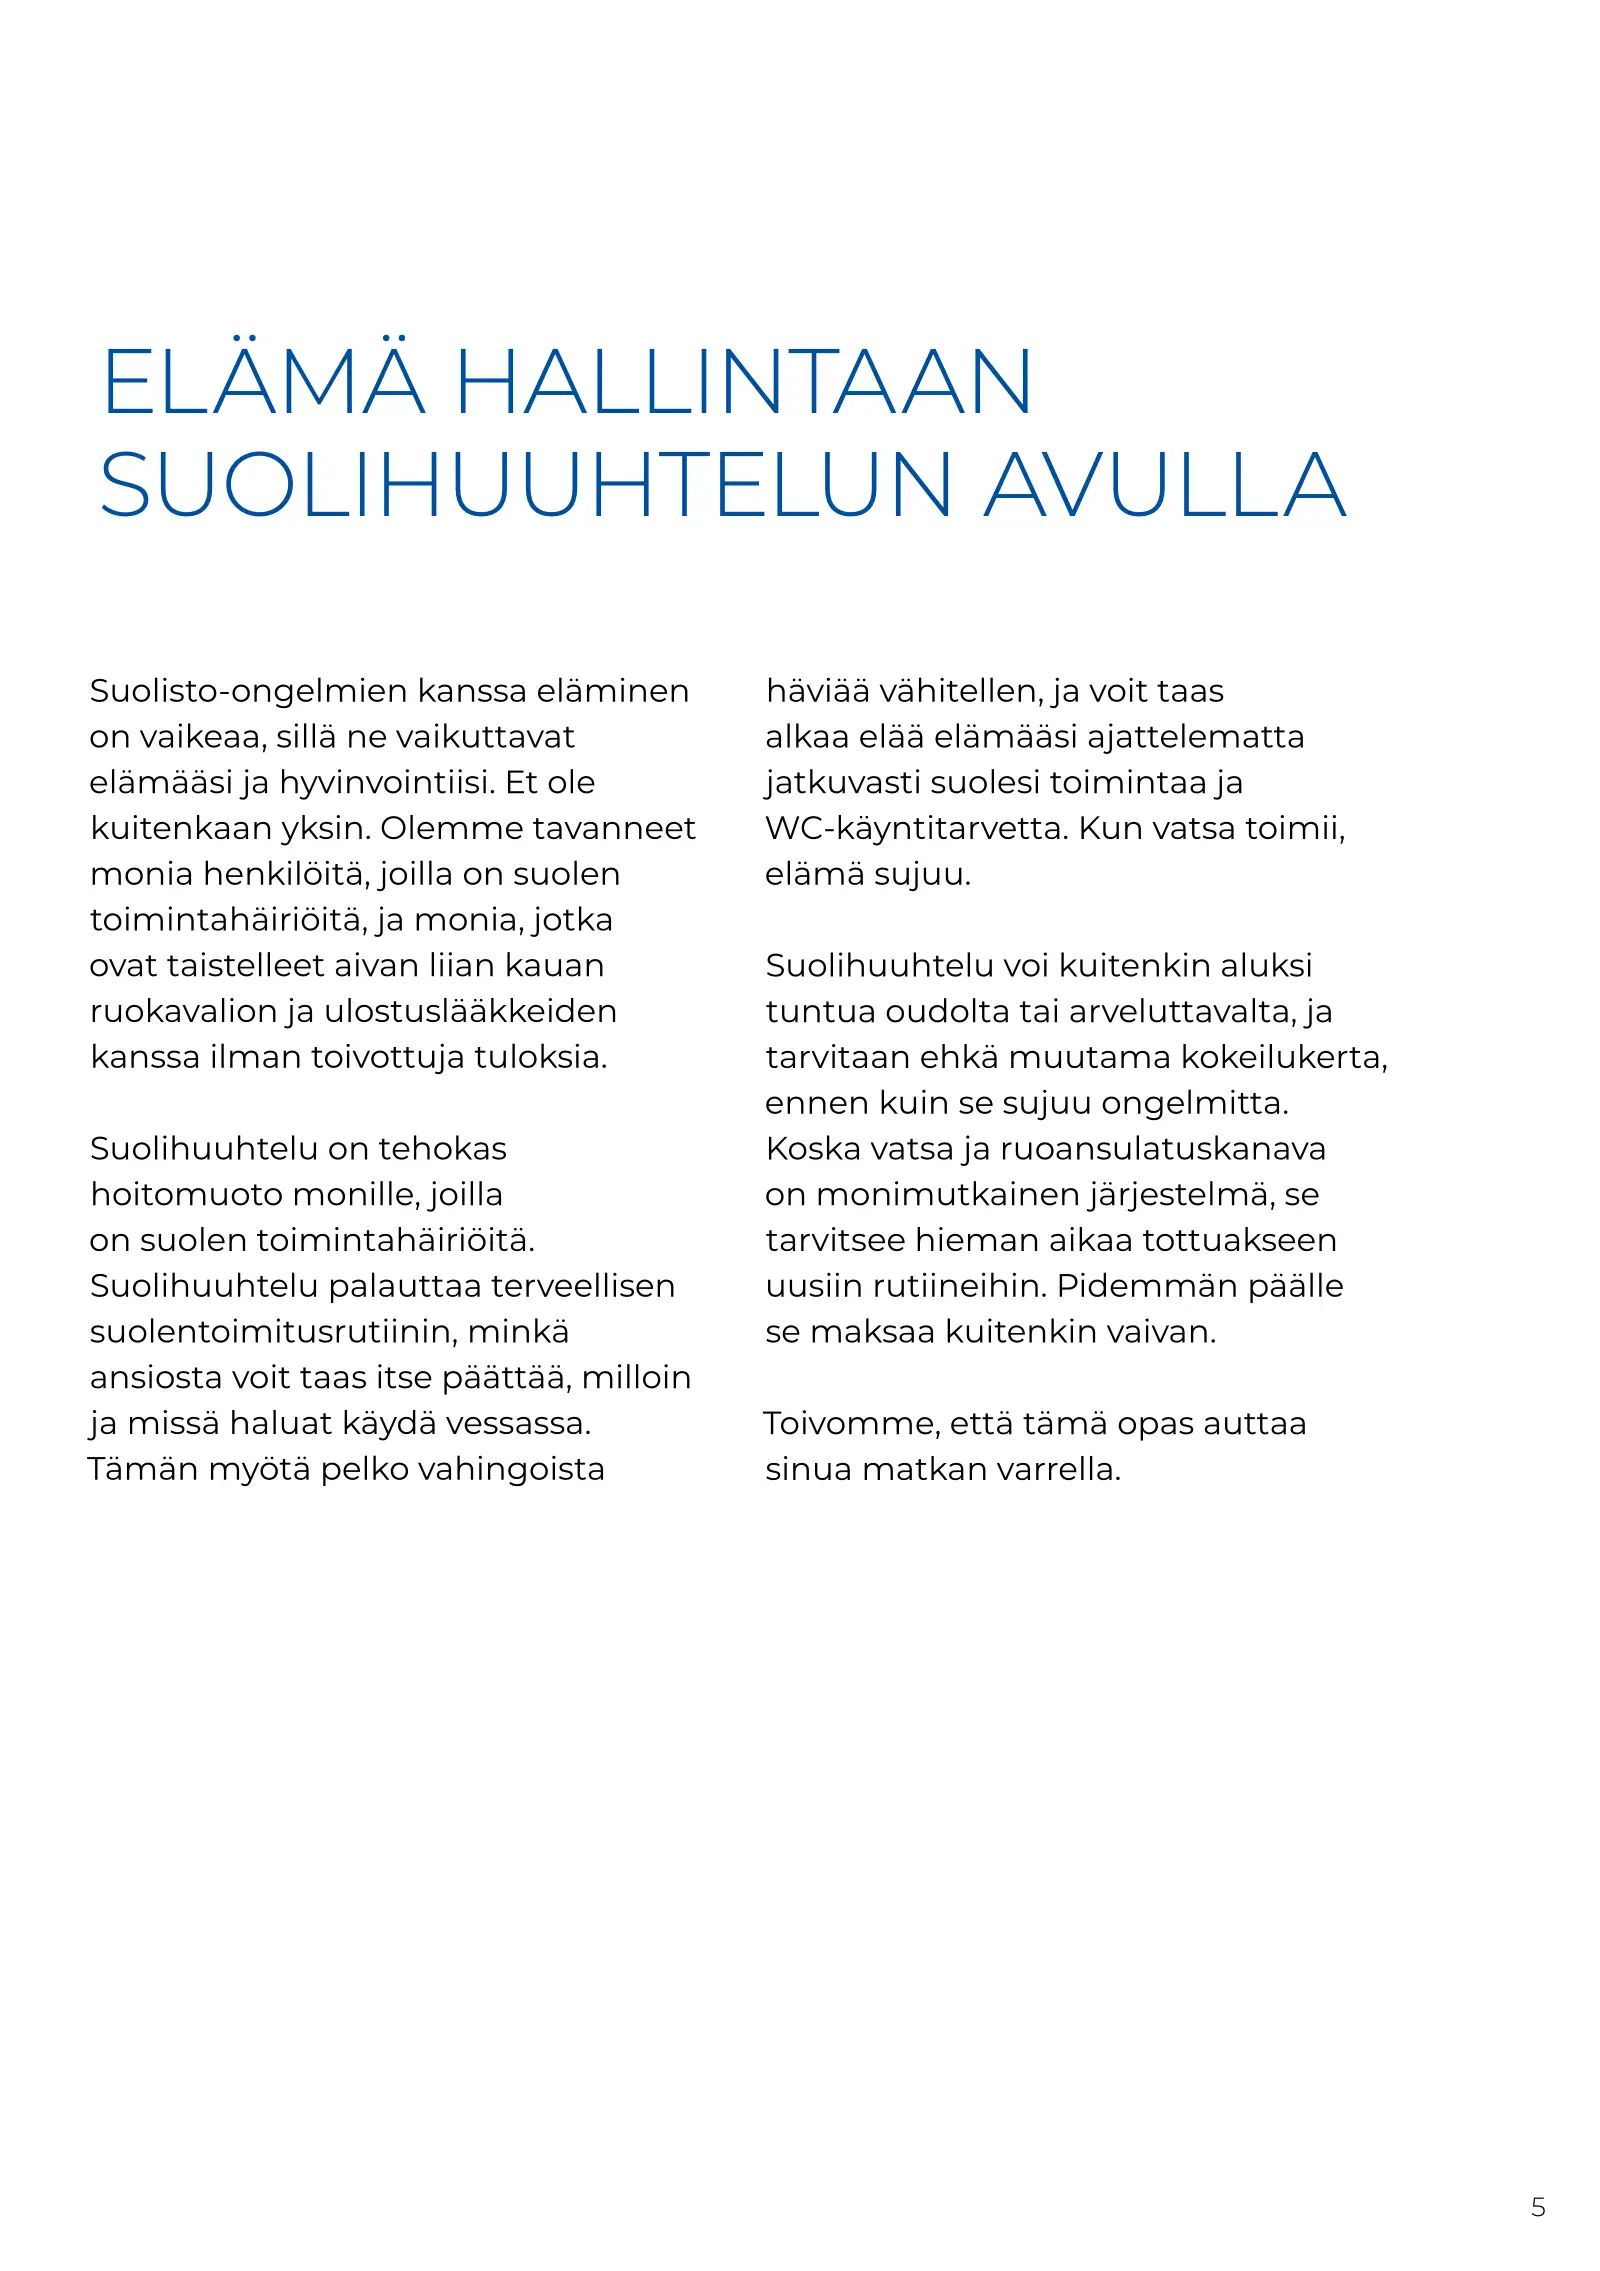 ELÄMÄ HALLINTAAN
SUOLIHUUHTELUN AVULLA
Suolisto-ongelmien kanssa eläminen
on vaikeaa, sillä ne vaikuttavat
elämääsi ja hyvinvointiisi. Et ole
kuitenkaan yksin. Olemme tavanneet
monia henkilöitä, joilla on suolen
toimintahäiriöitä, ja monia, jotka
ovat taistelleet aivan liian kauan
ruokavalion ja ulostuslääkkeiden
kanssa ilman toivottuja tuloksia.
Suolihuuhtelu on tehokas
hoitomuoto monille, joilla
on suolen toimintahäiriöitä.
Suolihuuhtelu palauttaa terveellisen
suolentoimitusrutiinin, minkä
ansiosta voit taas itse päättää, milloin
ja missä haluat käydä vessassa.
Tämän myötä pelko vahingoista
häviää vähitellen, ja voit taas
alkaa elää elämääsi ajattelematta
jatkuvasti suolesi toimintaa ja
WC-käyntitarvetta. Kun vatsa toimii,
elämä sujuu.
Suolihuuhtelu voi kuitenkin aluksi
tuntua oudolta tai arveluttavalta, ja
tarvitaan ehkä muutama kokeilukerta,
ennen kuin se sujuu ongelmitta.
Koska vatsa ja ruoansulatuskanava
on monimutkainen järjestelmä, se
tarvitsee hieman aikaa tottuakseen
uusiin rutiineihin. Pidemmän päälle
se maksaa kuitenkin vaivan.
Toivomme, että tämä opas auttaa
sinua matkan varrella.
5